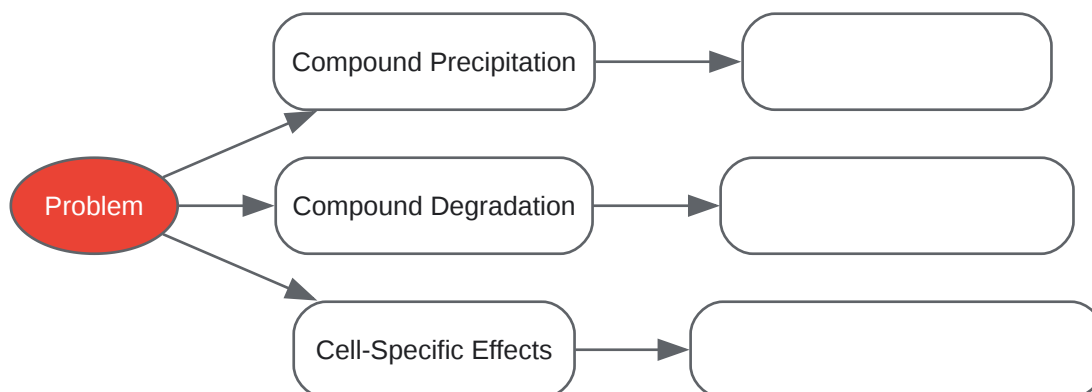 Compound Precipitation
Problem
Compound Degradation
Cell-Specific Effects